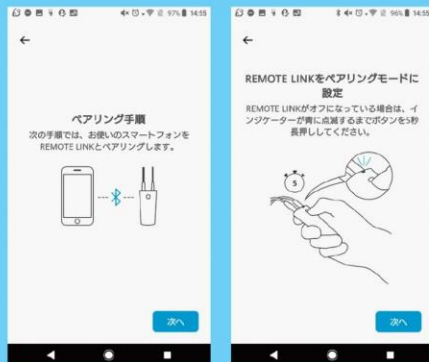 97% 14:55
ペアリング手順
次の手順では、お使いのスマートフォンを
REMOTE LINKとペアリングします。
次へ
96% 14:55
REMOTE LINKをペアリングモードに
設定
REMOTE LINKがオフになっている場合は、イ
ンジケーターが青に点滅するまでボタンを5秒
長押ししてください。
5
次へ